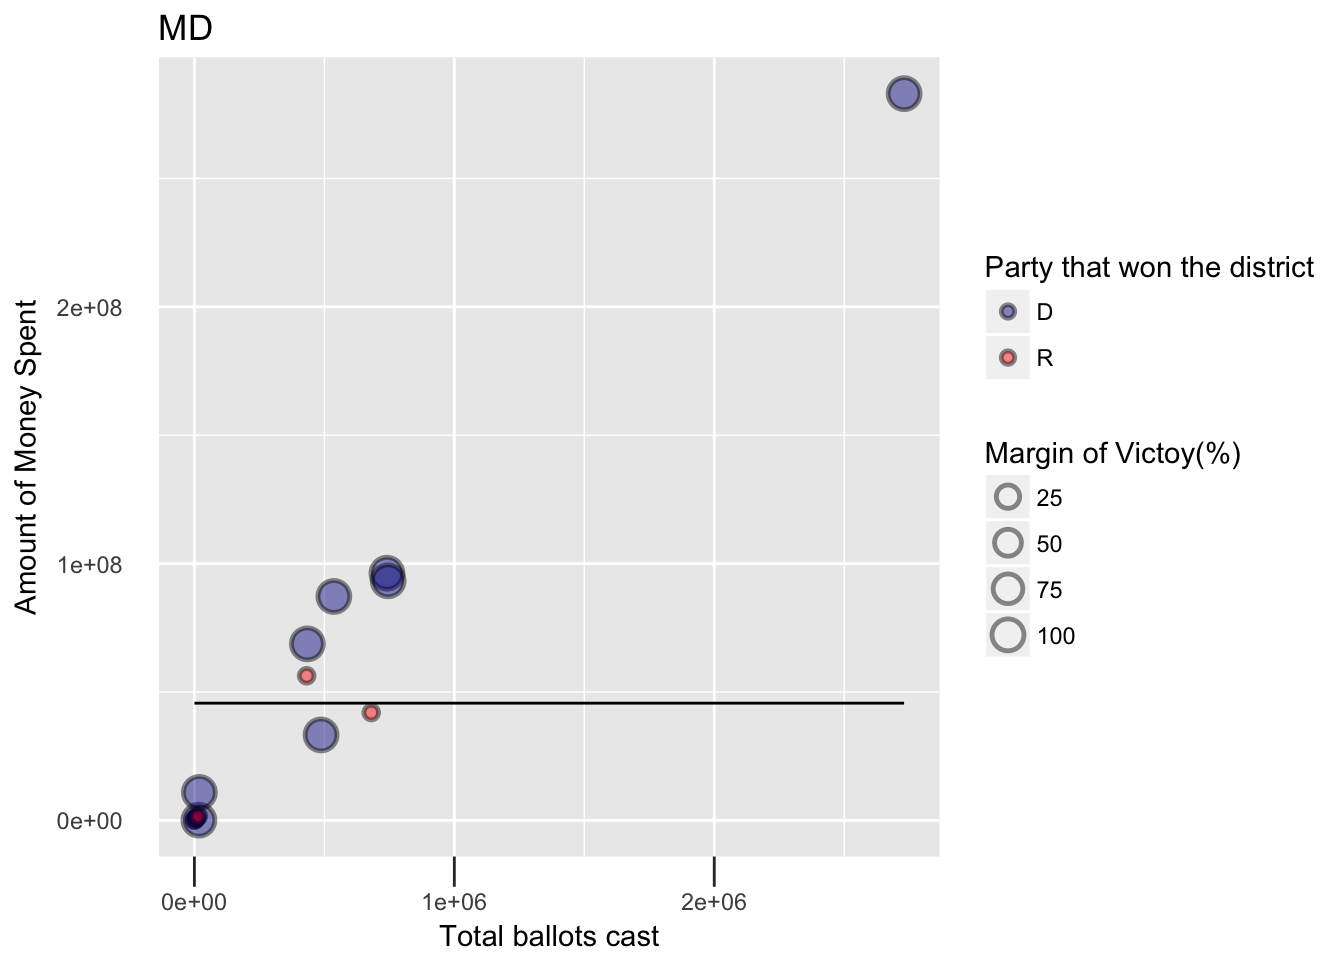 MD
Amount of Money Spent
2e+08
1e+08
0e+00
0e+00
1e+06
2e+06
Total ballots cast
Party that won the district
D
R
Margin of Victoy(%)
25
50
75
100